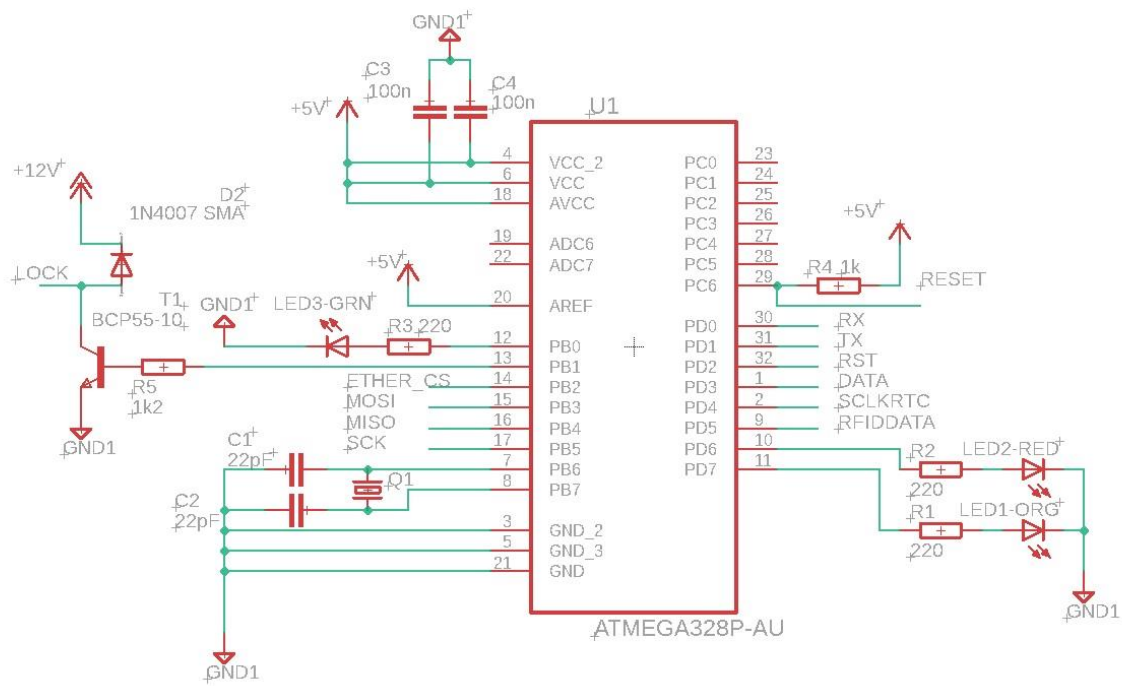 GND1
C3
100n
C4
100n
+5V
U1
+12V
D2
1N4007 SMA
LOCK
T1
BCP55-10
GND1
LED3-GRN
R3 220
+5V
R5
1k2
GND1
ETHER_CS
MOSI
MISO
SCK
C1
22pF
C2
22pF
Q1
GND1
4 VCC_2
6 VCC
18 AVCC
19 ADC6
22 ADC7
20 AREF
12 PB0
13 PB1
14 PB2
15 PB3
16 PB4
17 PB5
7 PB6
8 PB7
3 GND_2
5 GND_3
21 GND
PC0 23
PC1 24
PC2 25
PC3 26
PC4 27
PC5 28
PC6 29
PD0 30
PD1 31
PD2 32
PD3 1
PD4 2
PD5 9
PD6 10
PD7 11
+5V
R4 1k
RESET
RX
TX
RST
DATA
SCLKRTC
RFIDDATA
R2
220
LED2-RED
R1
220
LED1-ORG
GND1
ATMEGA328P-AU